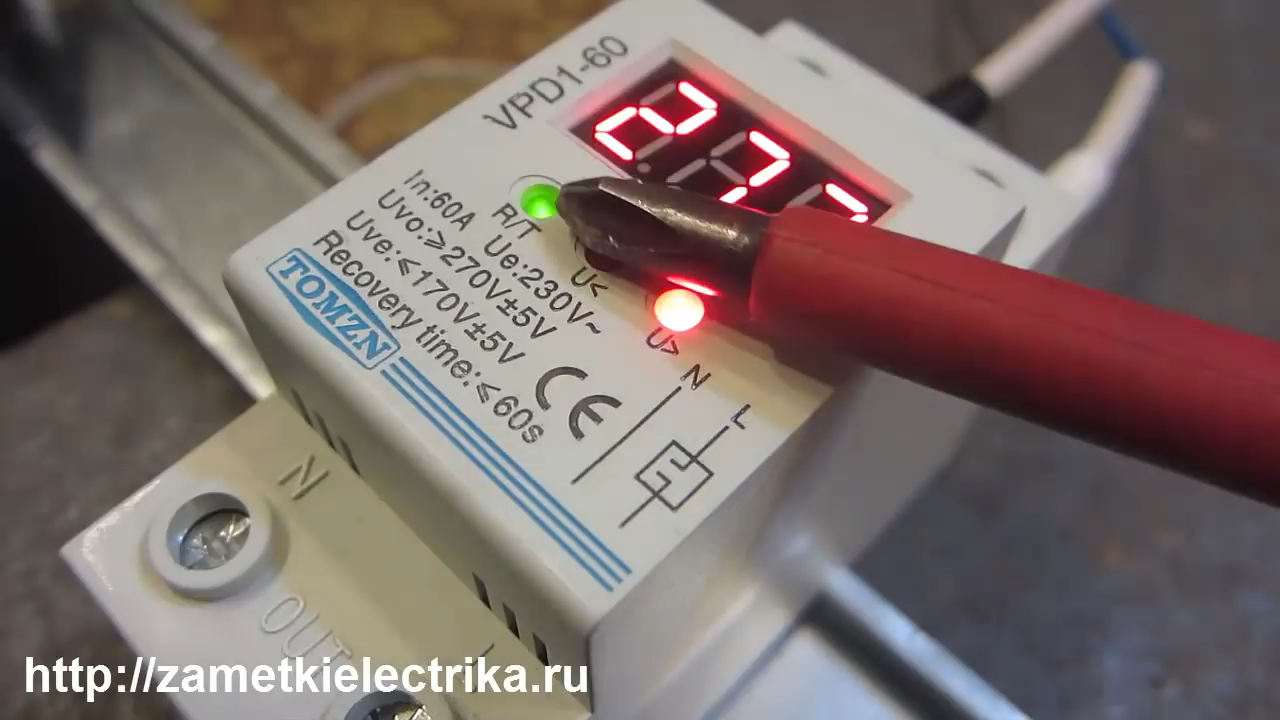 VPD1-60
R/T
U<
U>
In:60A Ue:230V~
Uvo:≥270V±5V
Uve:≤170V±5V
Recovery time:≤60s
TOMZN
CE
N
L
N
OUT
http://zametkielectrika.ru